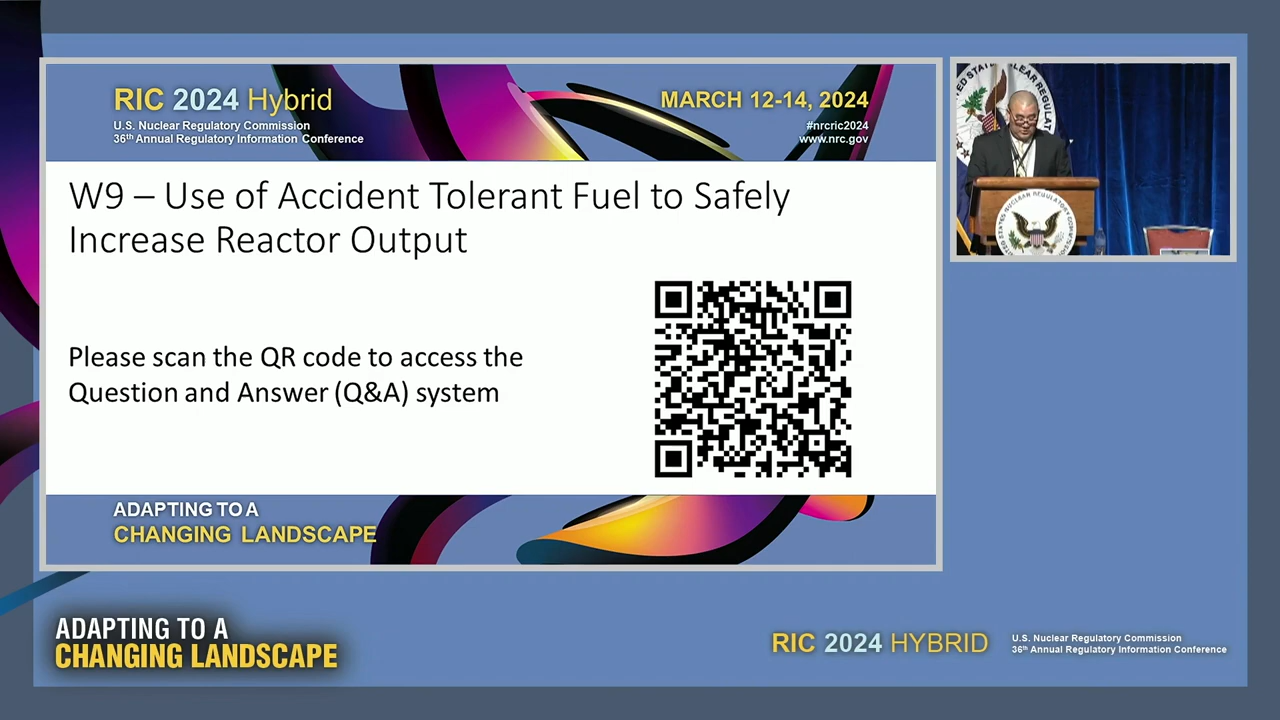 RIC 2024 Hybrid
U.S. Nuclear Regulatory Commission
36th Annual Regulatory Information Conference
MARCH 12-14, 2024
#nrcric2024
www.nrc.gov
W9 – Use of Accident Tolerant Fuel to Safely
Increase Reactor Output
Please scan the QR code to access the
Question and Answer (Q&A) system
ADAPTING TO A
CHANGING LANDSCAPE
ADAPTING TO A
CHANGING LANDSCAPE
RIC 2024 HYBRID
U.S. Nuclear Regulatory Commission
36th Annual Regulatory Information Conference